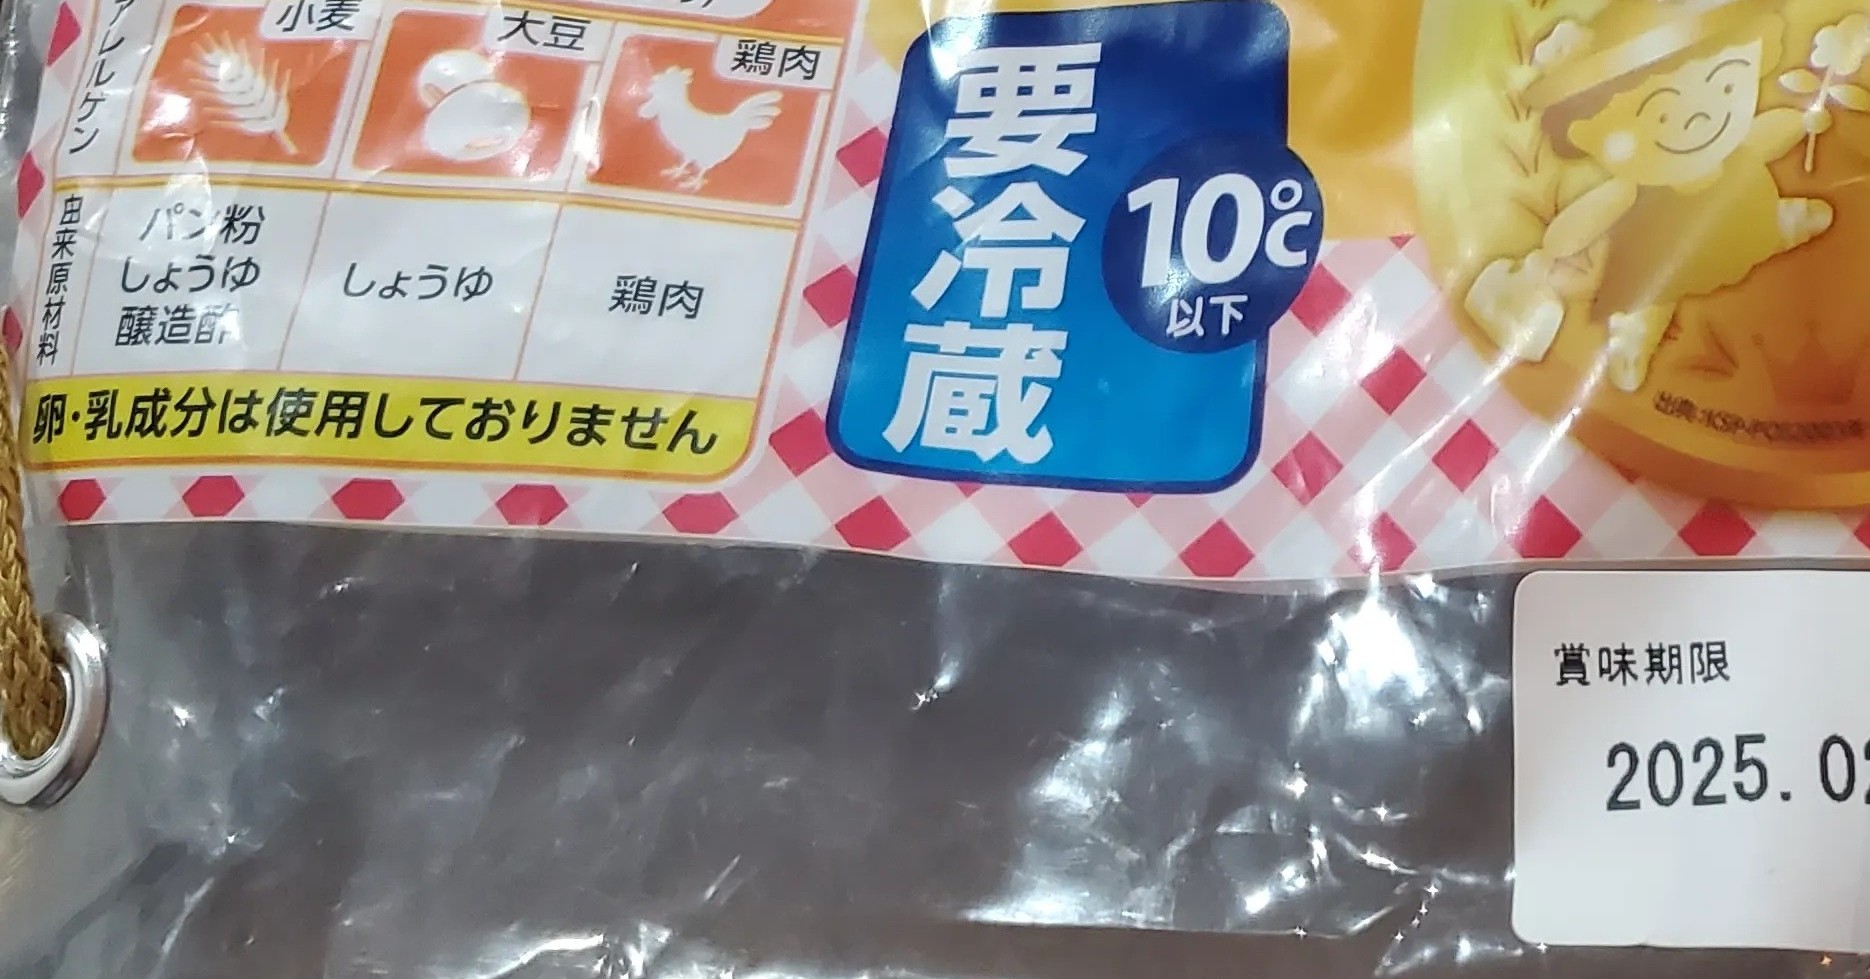 アレルゲン
小麦
大豆
鶏肉
由来原材料
パン粉
しょうゆ
醸造酢
しょうゆ
鶏肉
卵・乳成分は使用しておりません
要冷蔵
10℃
以下
賞味期限
2025.02